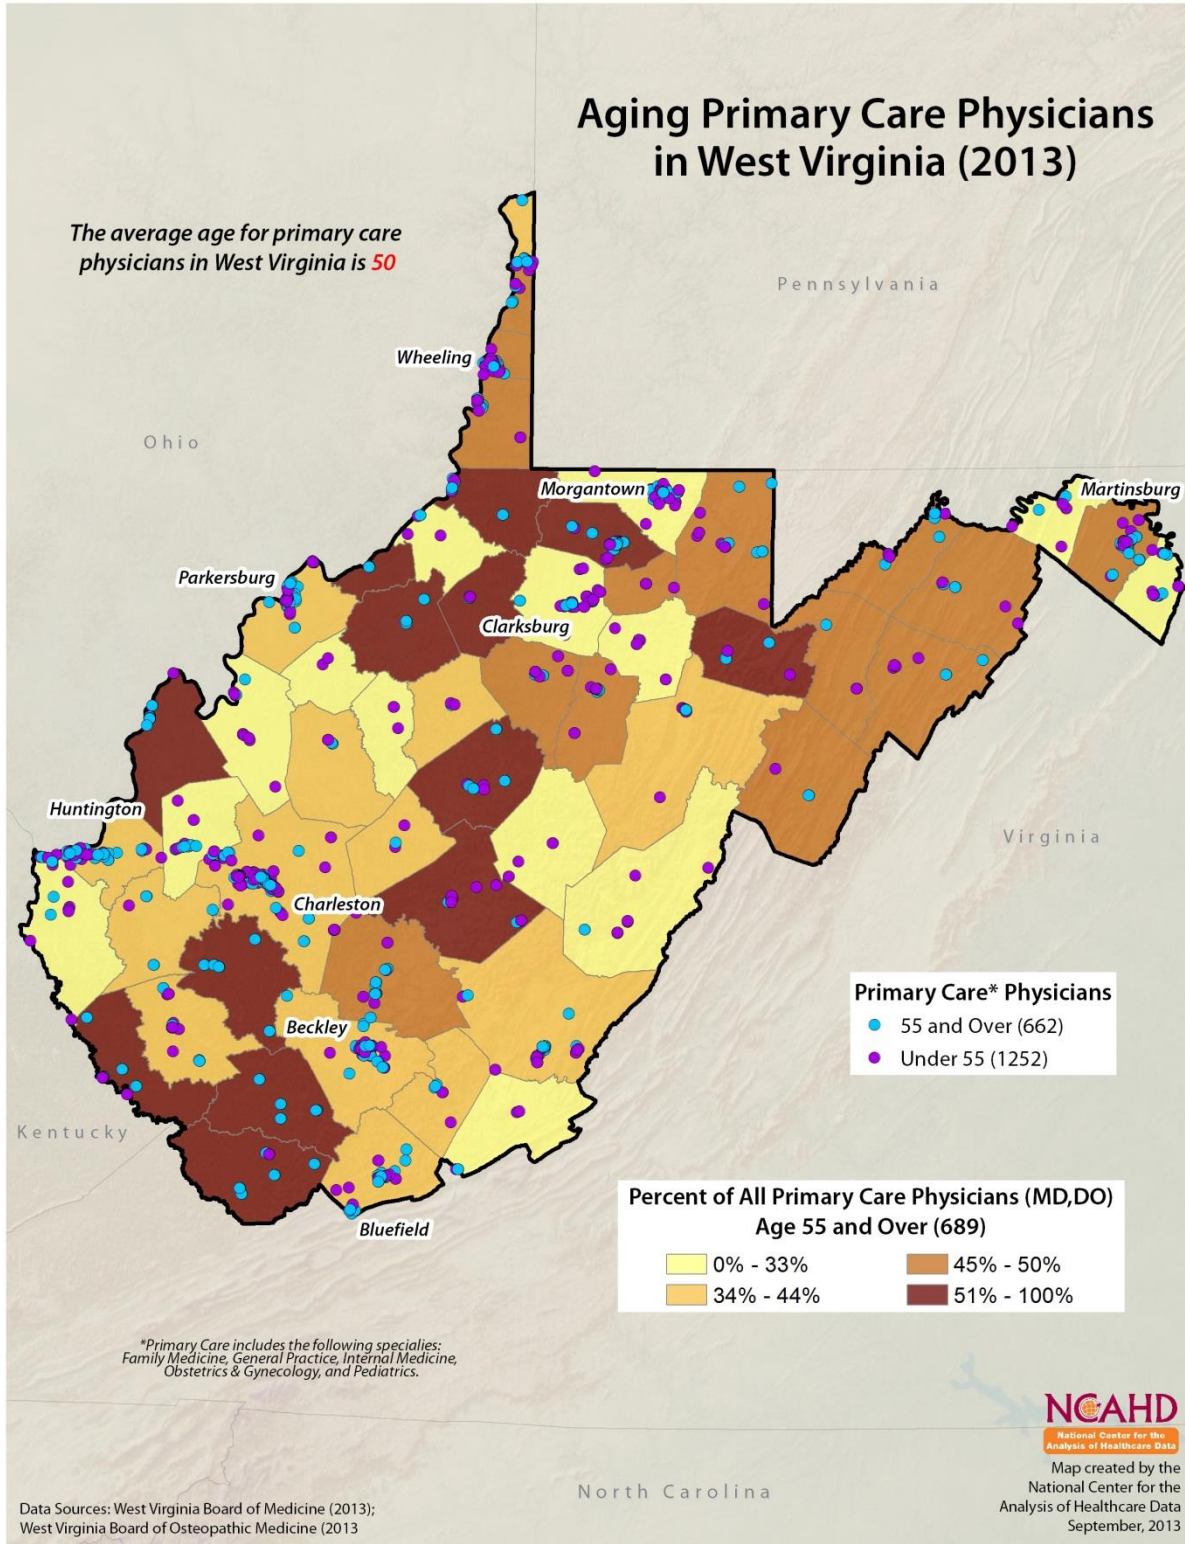 Aging Primary Care Physicians
in West Virginia (2013)
The average age for primary care
physicians in West Virginia is 50
Pennsylvania
Wheeling
Ohio
Morgantown
Martinsburg
Parkersburg
Clarksburg
Huntington
Virginia
Charleston
Primary Care* Physicians
55 and Over (662)
Under 55 (1252)
Beckley
Kentucky
Bluefield
Percent of All Primary Care Physicians (MD,DO)
Age 55 and Over (689)
0% - 33%
45% - 50%
34% - 44%
51% - 100%
*Primary Care includes the following specialies:
Family Medicine, General Practice, Internal Medicine,
Obstetrics & Gynecology, and Pediatrics.
NCAHD
National Center for the
Analysis of Healthcare Data
Map created by the
National Center for the
Analysis of Healthcare Data
September, 2013
North Carolina
Data Sources: West Virginia Board of Medicine (2013);
West Virginia Board of Osteopathic Medicine (2013